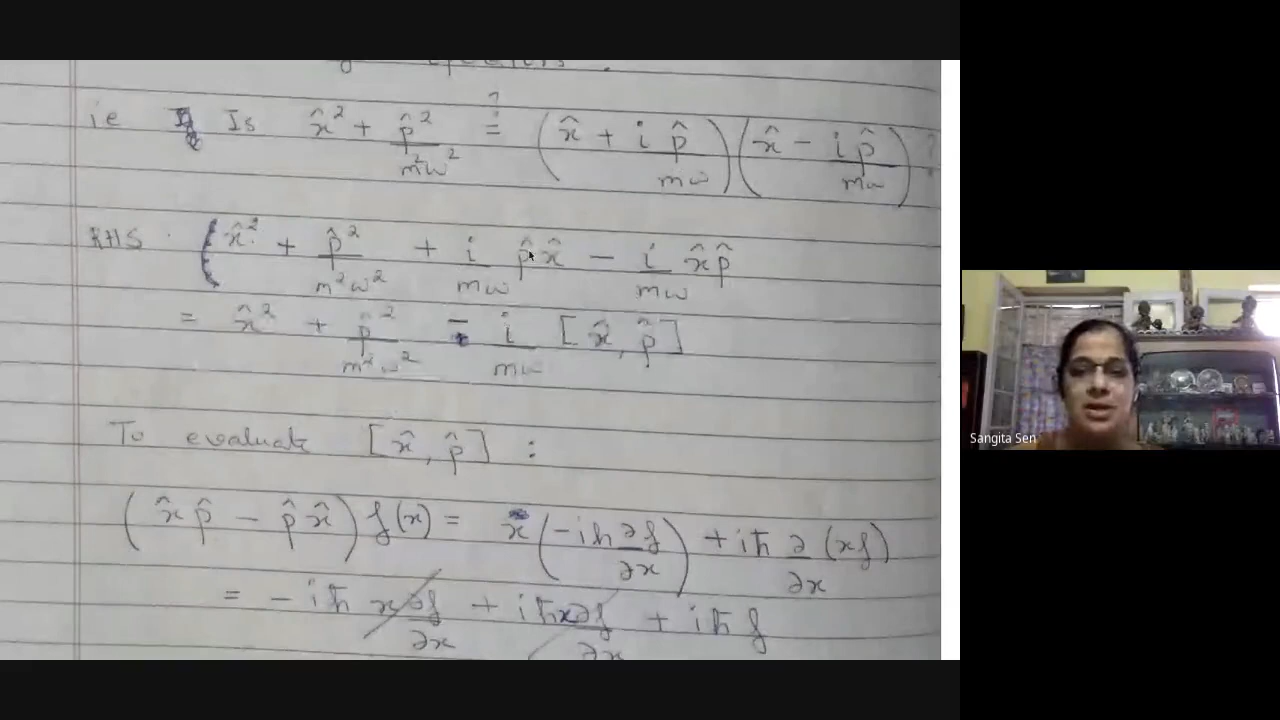 ie Is x̂² + p̂²/m²ω² ≟ (x̂ + i p̂/mω)(x̂ − i p̂/mω) ?
RHS (x̂² + p̂²/m²ω² + i/mω p̂x̂ − i/mω x̂p̂
= x̂² + p̂²/m²ω² − i/mω [x̂, p̂]
To evaluate [x̂, p̂] :
(x̂p̂ − p̂x̂) f(x) = x(−iħ ∂f/∂x) + iħ ∂/∂x (xf)
= −iħ x∂f/∂x + iħx∂f/∂x + iħ f
Sangita Sen